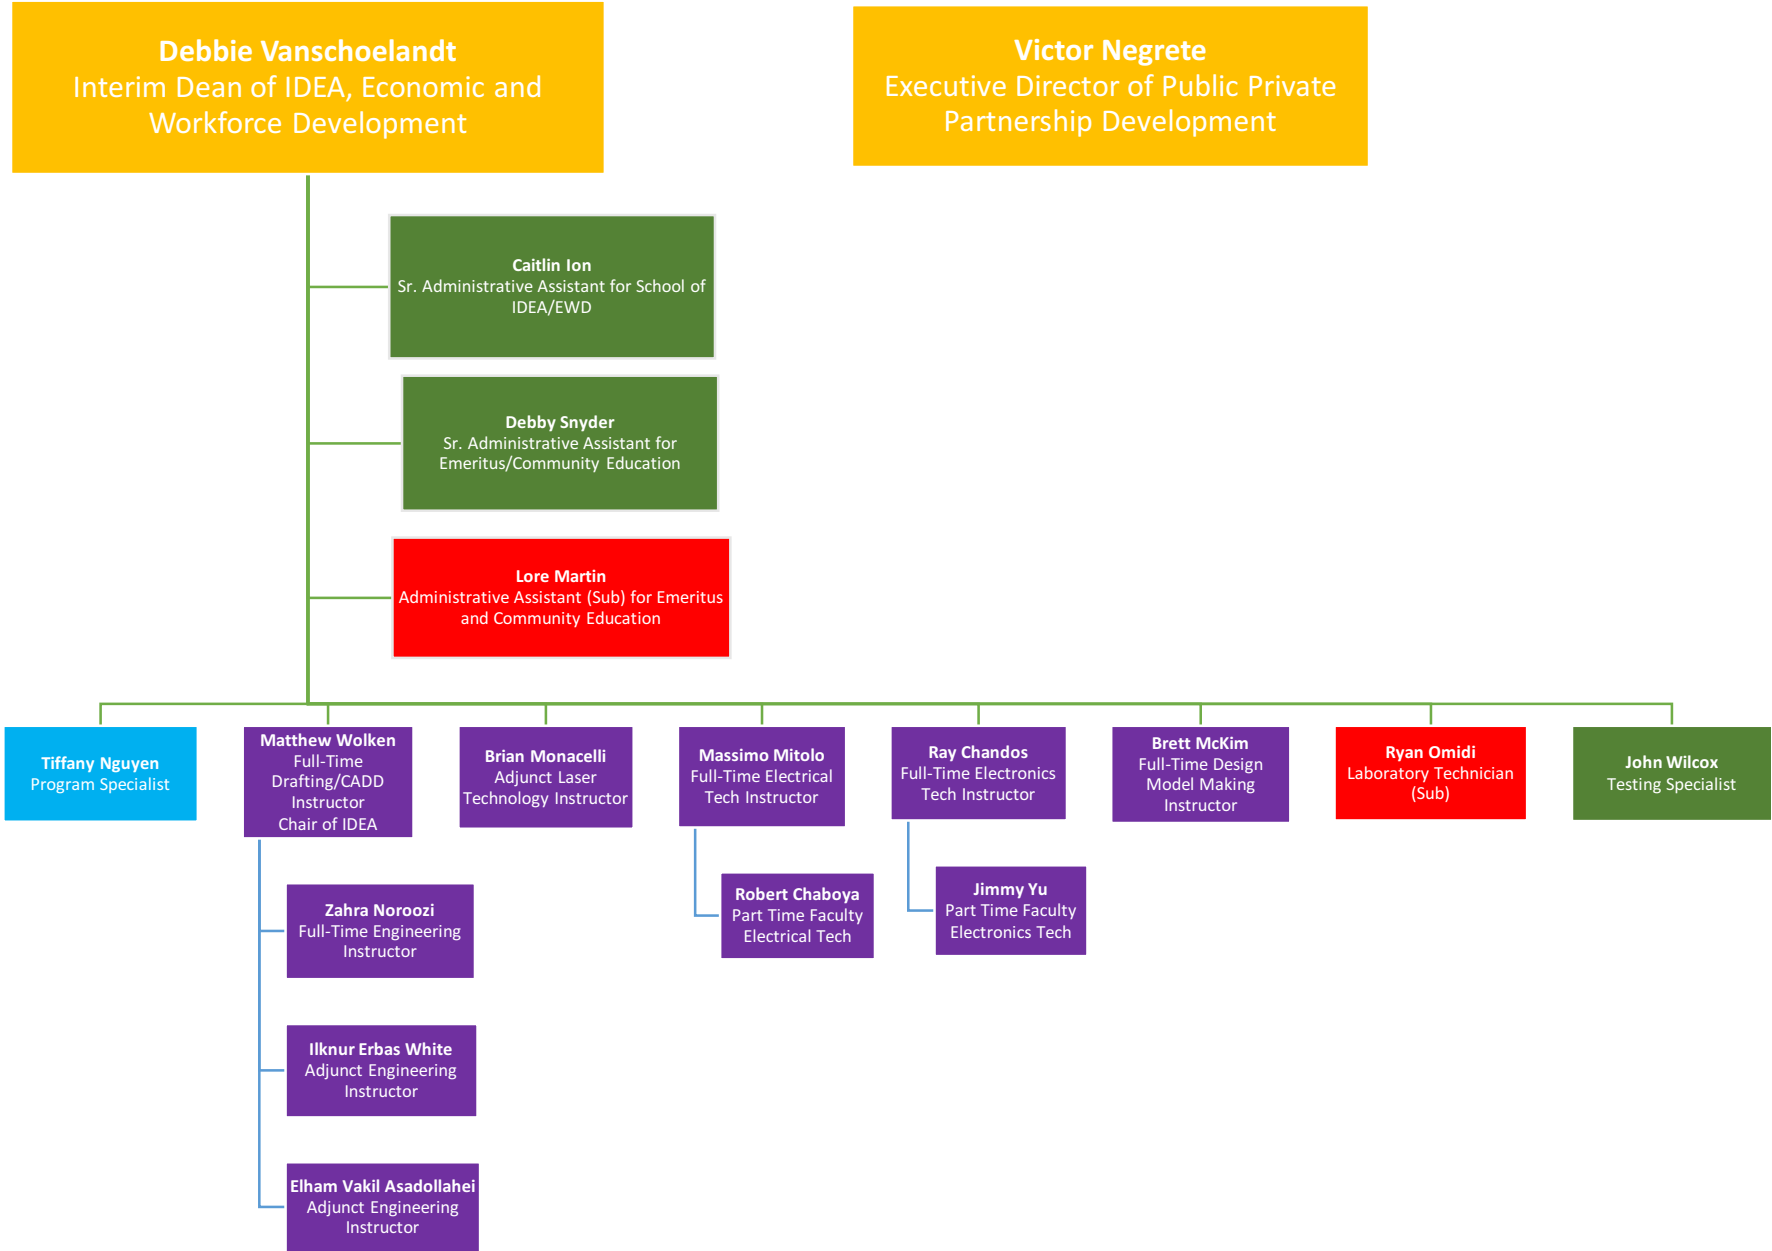 Debbie Vanschoelandt
Interim Dean of IDEA, Economic and
Workforce Development
Victor Negrete
Executive Director of Public Private
Partnership Development
Caitlin Ion
Sr. Administrative Assistant for School of
IDEA/EWD
Debby Snyder
Sr. Administrative Assistant for
Emeritus/Community Education
Lore Martin
Administrative Assistant (Sub) for Emeritus
and Community Education
Tiffany Nguyen
Program Specialist
Matthew Wolken
Full-Time
Drafting/CADD
Instructor
Chair of IDEA
Brian Monacelli
Adjunct Laser
Technology Instructor
Massimo Mitolo
Full-Time Electrical
Tech Instructor
Ray Chandos
Full-Time Electronics
Tech Instructor
Brett McKim
Full-Time Design
Model Making
Instructor
Ryan Omidi
Laboratory Technician
(Sub)
John Wilcox
Testing Specialist
Zahra Noroozi
Full-Time Engineering
Instructor
Robert Chaboya
Part Time Faculty
Electrical Tech
Jimmy Yu
Part Time Faculty
Electronics Tech
Ilknur Erbas White
Adjunct Engineering
Instructor
Elham Vakil Asadollahei
Adjunct Engineering
Instructor